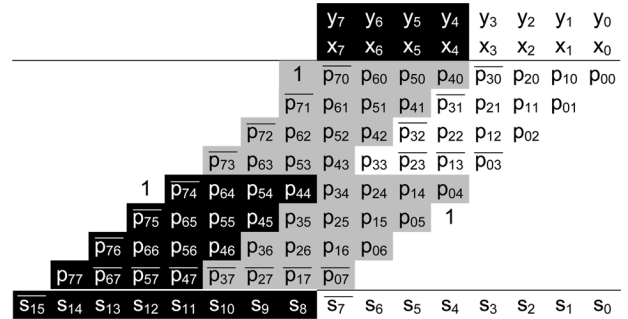 y₇ y₆ y₅ y₄ y₃ y₂ y₁ y₀
x₇ x₆ x₅ x₄ x₃ x₂ x₁ x₀
1 p̅₇₀ p₆₀ p₅₀ p₄₀ p̅₃₀ p₂₀ p₁₀ p₀₀
p̅₇₁ p₆₁ p₅₁ p₄₁ p̅₃₁ p₂₁ p₁₁ p₀₁
p̅₇₂ p₆₂ p₅₂ p₄₂ p̅₃₂ p₂₂ p₁₂ p₀₂
p̅₇₃ p₆₃ p₅₃ p₄₃ p₃₃ p̅₂₃ p̅₁₃ p̅₀₃
1 p̅₇₄ p₆₄ p₅₄ p₄₄ p₃₄ p₂₄ p₁₄ p₀₄
p̅₇₅ p₆₅ p₅₅ p₄₅ p₃₅ p₂₅ p₁₅ p₀₅ 1
p̅₇₆ p₆₆ p₅₆ p₄₆ p₃₆ p₂₆ p₁₆ p₀₆
p₇₇ p̅₆₇ p̅₅₇ p̅₄₇ p̅₃₇ p̅₂₇ p̅₁₇ p̅₀₇
s̅₁₅ s₁₄ s₁₃ s₁₂ s₁₁ s₁₀ s₉ s₈ s̅₇ s₆ s₅ s₄ s₃ s₂ s₁ s₀